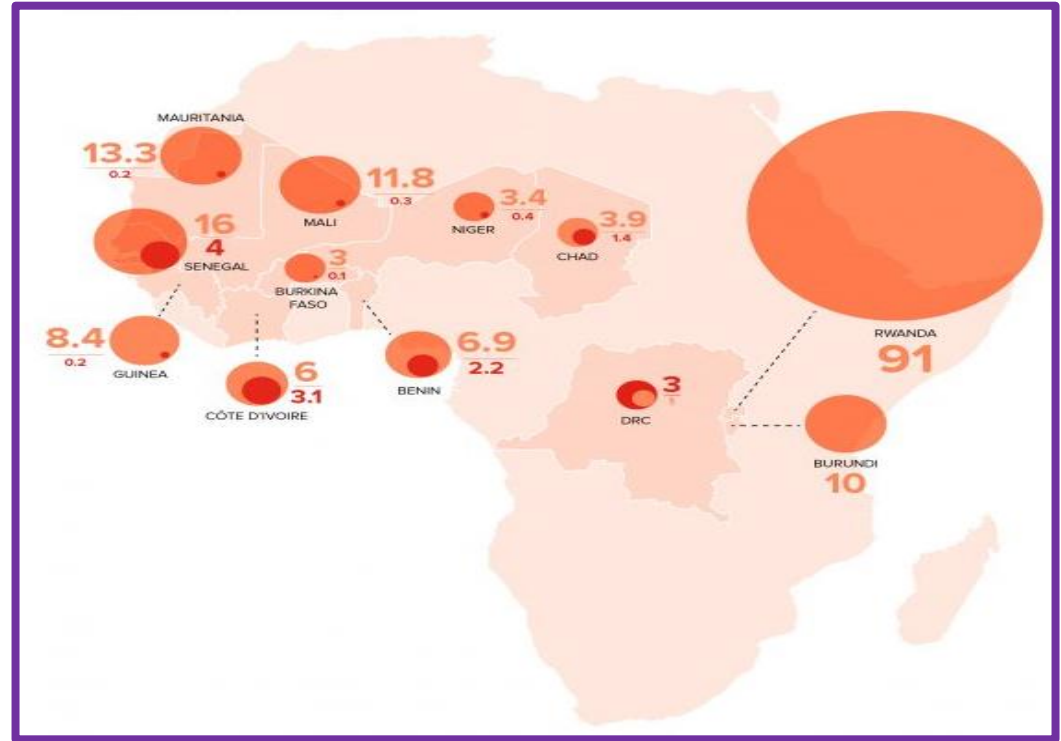 MAURITANIA
13.3
0.2
11.8
0.3
MALI
3.4
0.4
NIGER
3.9
1.4
CHAD
16
4
SENEGAL
3
0.1
BURKINA
FASO
8.4
0.2
GUINEA
6
3.1
CÔTE D'IVOIRE
6.9
2.2
BENIN
3
DRC
RWANDA
91
BURUNDI
10